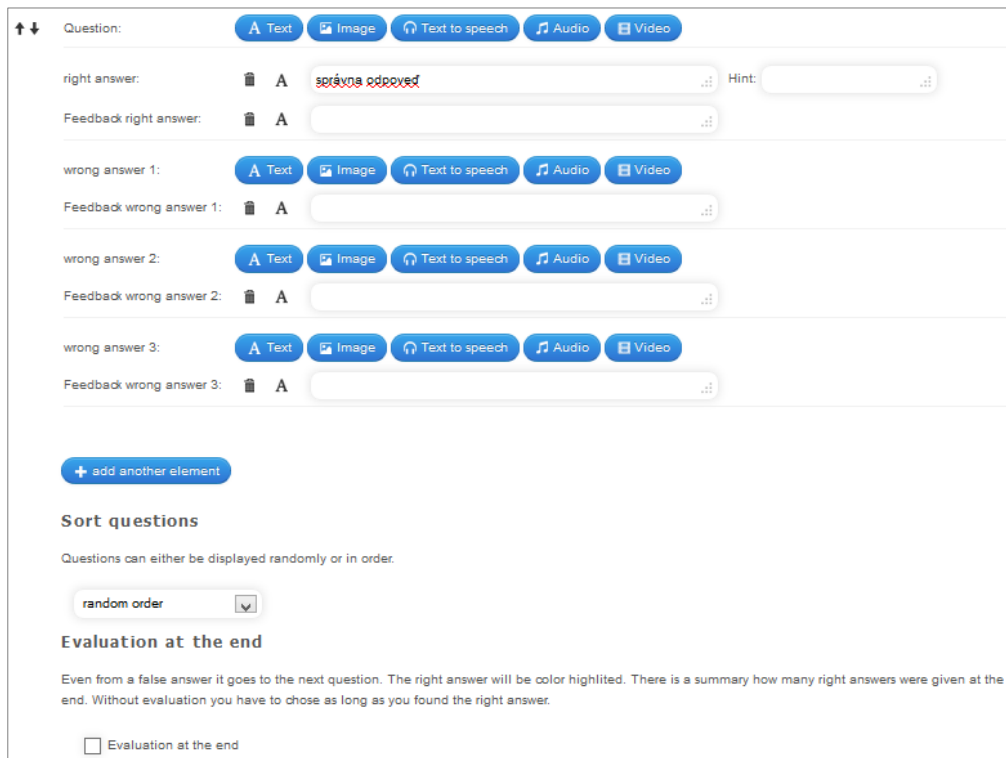 Question: A Text Image Text to speech Audio Video
right answer: A správna odpoveď Hint:
Feedback right answer: A
wrong answer 1: A Text Image Text to speech Audio Video
Feedback wrong answer 1: A
wrong answer 2: A Text Image Text to speech Audio Video
Feedback wrong answer 2: A
wrong answer 3: A Text Image Text to speech Audio Video
Feedback wrong answer 3: A
+ add another element
Sort questions
Questions can either be displayed randomly or in order.
random order
Evaluation at the end
Even from a false answer it goes to the next question. The right answer will be color highlited. There is a summary how many right answers were given at the
end. Without evaluation you have to chose as long as you found the right answer.
Evaluation at the end